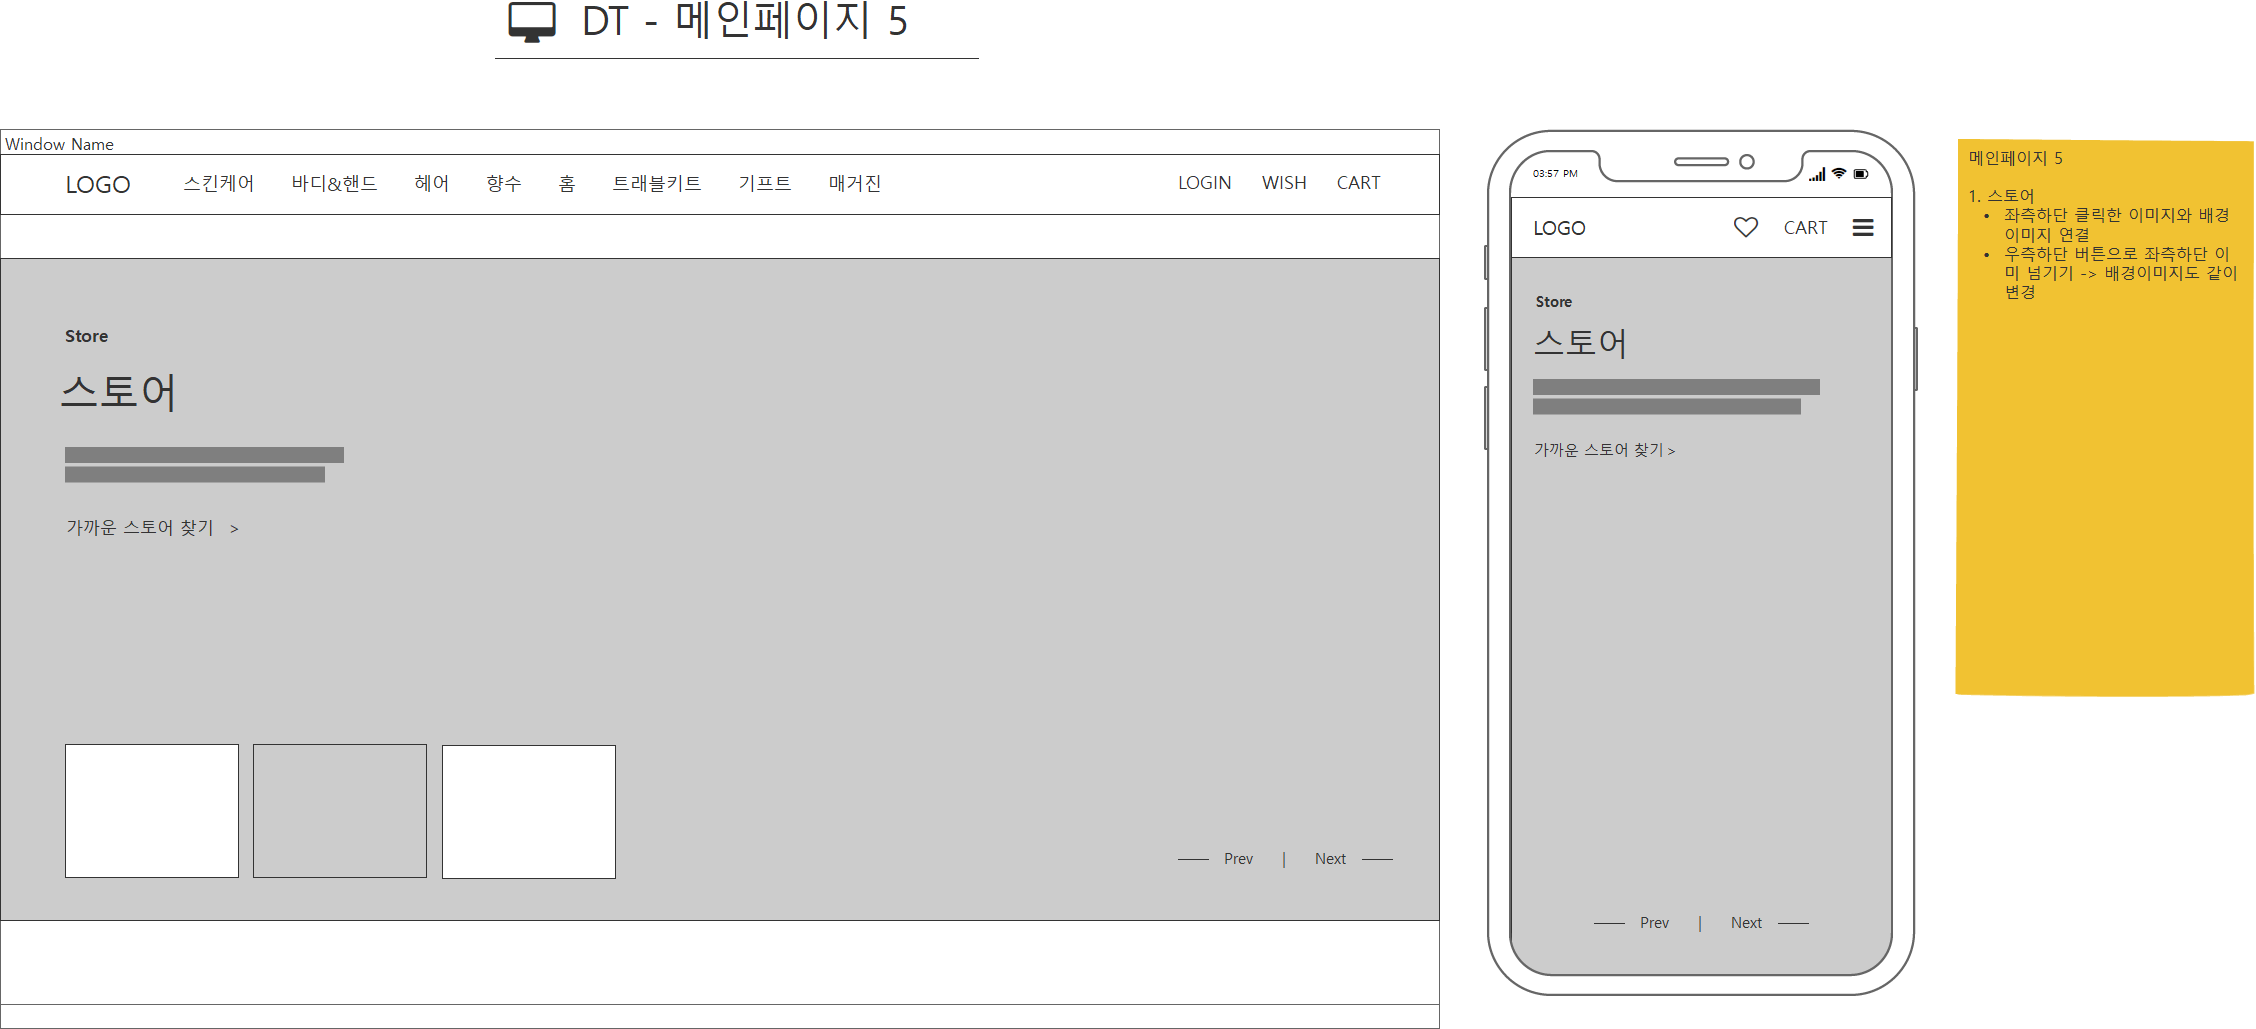 DT - 메인페이지 5
Window Name
LOGO 스킨케어 바디&핸드 헤어 향수 홈 트래블키트 기프트 매거진 LOGIN WISH CART
Store
스토어
가까운 스토어 찾기 >
Prev | Next
03:57 PM
LOGO CART
Store
스토어
가까운 스토어 찾기 >
Prev | Next
메인페이지 5
1. 스토어
• 좌측하단 클릭한 이미지와 배경
이미지 연결
• 우측하단 버튼으로 좌측하단 이
미 넘기기 -> 배경이미지도 같이
변경